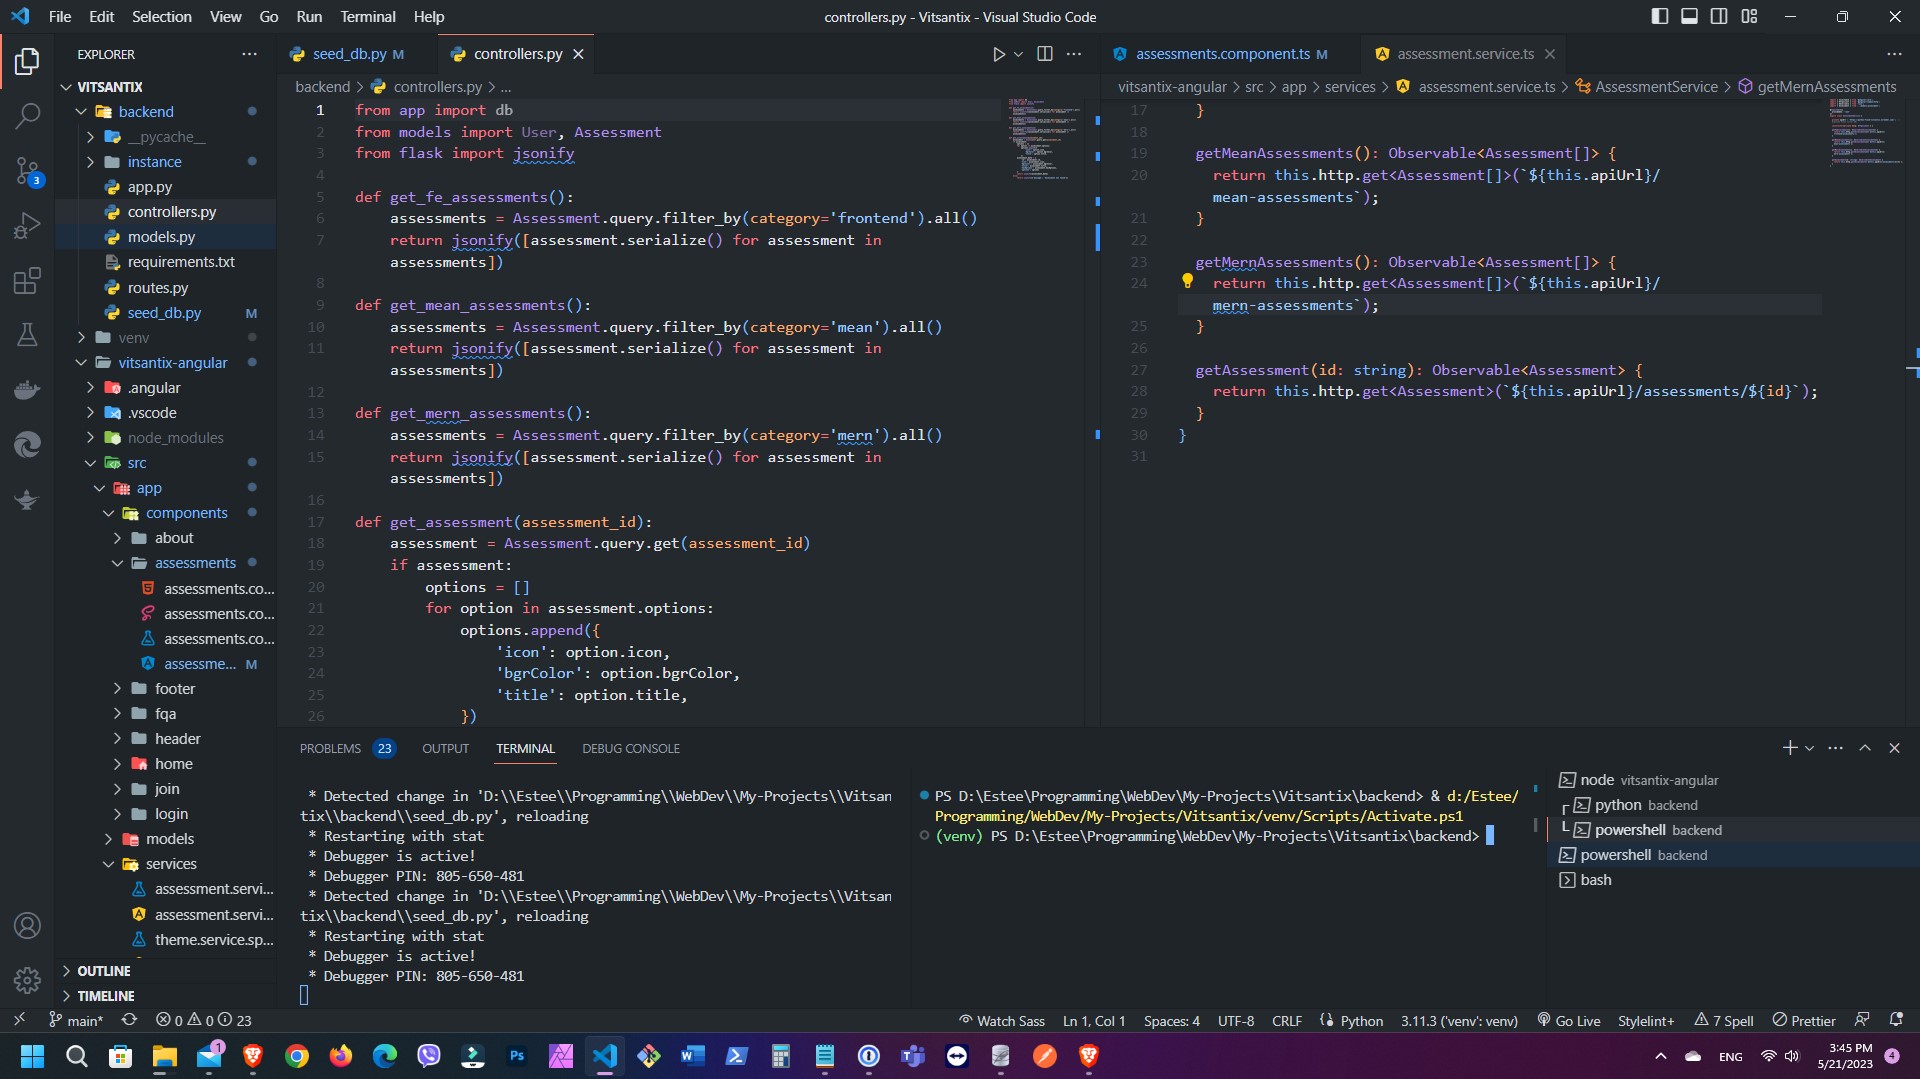 File Edit Selection View Go Run Terminal Help
controllers.py - Vitsantix - Visual Studio Code
EXPLORER
VITSANTIX
backend
__pycache__
instance
app.py
controllers.py
models.py
requirements.txt
routes.py
seed_db.py M
venv
vitsantix-angular
.angular
.vscode
node_modules
src
app
components
about
assessments
assessments.co...
assessments.co...
assessments.co...
assessme... M
footer
fqa
header
home
join
login
models
services
assessment.servi...
assessment.servi...
theme.service.sp...
OUTLINE
TIMELINE
3
seed_db.py M
controllers.py
backend > controllers.py > ...
1 from app import db
2 from models import User, Assessment
3 from flask import jsonify
4
5 def get_fe_assessments():
6 assessments = Assessment.query.filter_by(category='frontend').all()
7 return jsonify([assessment.serialize() for assessment in
assessments])
8
9 def get_mean_assessments():
10 assessments = Assessment.query.filter_by(category='mean').all()
11 return jsonify([assessment.serialize() for assessment in
assessments])
12
13 def get_mern_assessments():
14 assessments = Assessment.query.filter_by(category='mern').all()
15 return jsonify([assessment.serialize() for assessment in
assessments])
16
17 def get_assessment(assessment_id):
18 assessment = Assessment.query.get(assessment_id)
19 if assessment:
20 options = []
21 for option in assessment.options:
22 options.append({
23 'icon': option.icon,
24 'bgrColor': option.bgrColor,
25 'title': option.title,
26 })
assessments.component.ts M
assessment.service.ts
vitsantix-angular > src > app > services > assessment.service.ts > AssessmentService > getMernAssessments
17 }
18
19 getMeanAssessments(): Observable<Assessment[]> {
20 return this.http.get<Assessment[]>(`${this.apiUrl}/
mean-assessments`);
21 }
22
23 getMernAssessments(): Observable<Assessment[]> {
24 return this.http.get<Assessment[]>(`${this.apiUrl}/
mern-assessments`);
25 }
26
27 getAssessment(id: string): Observable<Assessment> {
28 return this.http.get<Assessment>(`${this.apiUrl}/assessments/${id}`);
29 }
30 }
31
PROBLEMS 23 OUTPUT TERMINAL DEBUG CONSOLE
* Detected change in 'D:\\Estee\\Programming\\WebDev\\My-Projects\\Vitsan
tix\\backend\\seed_db.py', reloading
* Restarting with stat
* Debugger is active!
* Debugger PIN: 805-650-481
* Detected change in 'D:\\Estee\\Programming\\WebDev\\My-Projects\\Vitsan
tix\\backend\\seed_db.py', reloading
* Restarting with stat
* Debugger is active!
* Debugger PIN: 805-650-481
PS D:\Estee\Programming\WebDev\My-Projects\Vitsantix\backend> & d:/Estee/
Programming/WebDev/My-Projects/Vitsantix/venv/Scripts/Activate.ps1
(venv) PS D:\Estee\Programming\WebDev\My-Projects\Vitsantix\backend>
node vitsantix-angular
python backend
powershell backend
powershell backend
bash
main* 0 0 23
Watch Sass Ln 1, Col 1 Spaces: 4 UTF-8 CRLF Python 3.11.3 ('venv': venv) Go Live Stylelint+ 7 Spell Prettier
1
Ps
ENG
3:45 PM
5/21/2023
4